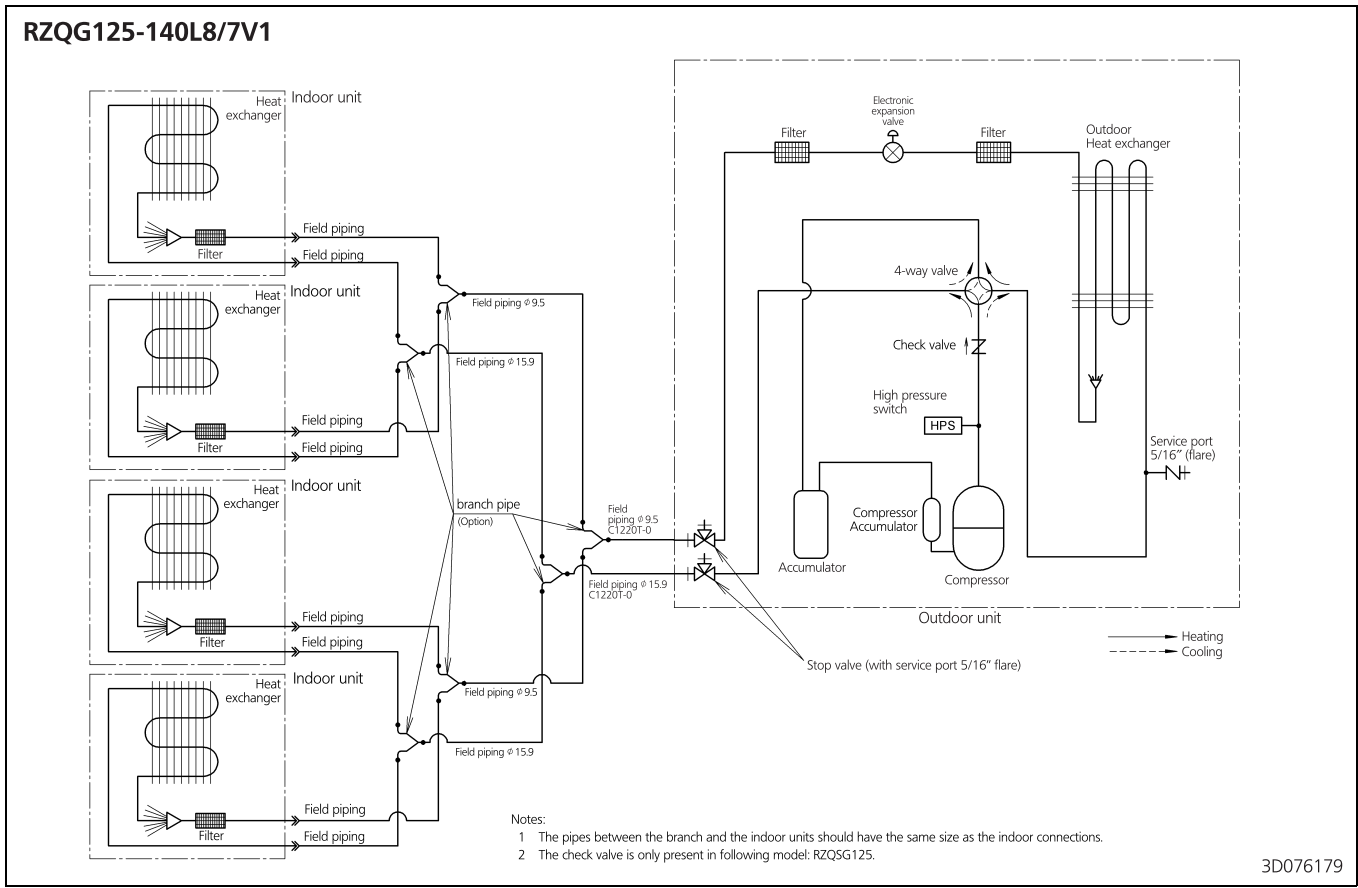 RZQG125-140L8/7V1
Heat
exchanger
Indoor unit
Field piping
Filter
Field piping
Heat
exchanger
Indoor unit
Field piping
Filter
Field piping
Heat
exchanger
Indoor unit
Field piping
Filter
Field piping
Heat
exchanger
Indoor unit
Field piping
Filter
Field piping
Field piping φ9.5
Field piping φ15.9
branch pipe
(Option)
Field piping φ9.5
Field piping φ15.9
Field
piping φ9.5
C1220T-0
Field piping φ15.9
C1220T-0
Filter
Electronic
expansion
valve
Filter
Outdoor
Heat exchanger
4-way valve
Check valve
High pressure
switch
HPS
Service port
5/16” (flare)
Compressor
Accumulator
Accumulator
Compressor
Outdoor unit
Stop valve (with service port 5/16” flare)
Heating
Cooling
Notes:
1 The pipes between the branch and the indoor units should have the same size as the indoor connections.
2 The check valve is only present in following model: RZQSG125.
3D076179